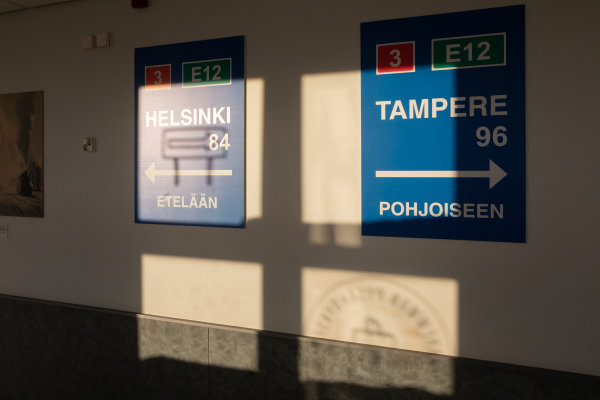 3 E12
HELSINKI
84
ETELÄÄN
3 E12
TAMPERE
96
POHJOISEEN